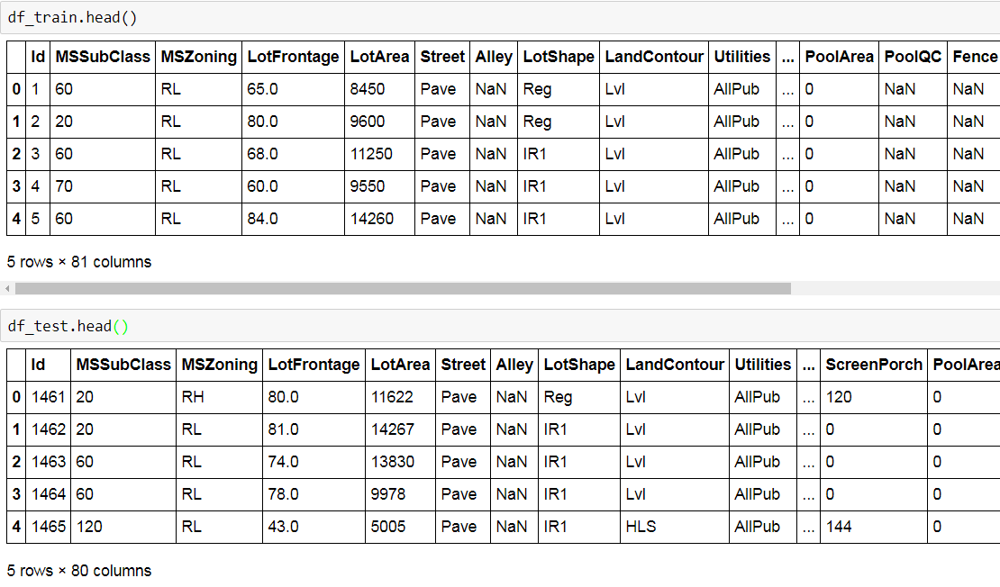 df_train.head()
Id MSSubClass MSZoning LotFrontage LotArea Street Alley LotShape LandContour Utilities ... PoolArea PoolQC Fence
0 1 60 RL 65.0 8450 Pave NaN Reg Lvl AllPub ... 0 NaN NaN
1 2 20 RL 80.0 9600 Pave NaN Reg Lvl AllPub ... 0 NaN NaN
2 3 60 RL 68.0 11250 Pave NaN IR1 Lvl AllPub ... 0 NaN NaN
3 4 70 RL 60.0 9550 Pave NaN IR1 Lvl AllPub ... 0 NaN NaN
4 5 60 RL 84.0 14260 Pave NaN IR1 Lvl AllPub ... 0 NaN NaN
5 rows × 81 columns
df_test.head()
Id MSSubClass MSZoning LotFrontage LotArea Street Alley LotShape LandContour Utilities ... ScreenPorch PoolArea
0 1461 20 RH 80.0 11622 Pave NaN Reg Lvl AllPub ... 120 0
1 1462 20 RL 81.0 14267 Pave NaN IR1 Lvl AllPub ... 0 0
2 1463 60 RL 74.0 13830 Pave NaN IR1 Lvl AllPub ... 0 0
3 1464 60 RL 78.0 9978 Pave NaN IR1 Lvl AllPub ... 0 0
4 1465 120 RL 43.0 5005 Pave NaN IR1 HLS AllPub ... 144 0
5 rows × 80 columns